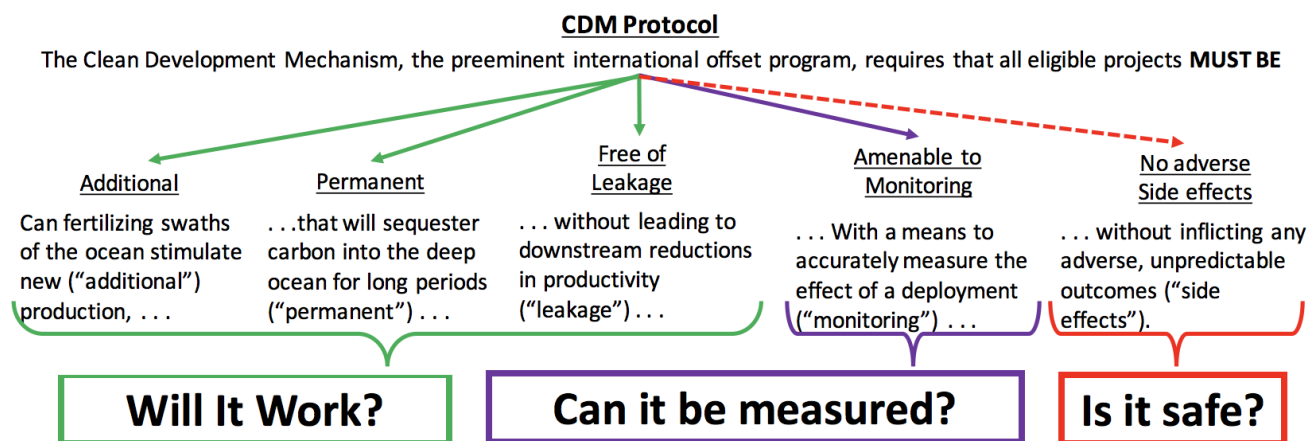 CDM Protocol
The Clean Development Mechanism, the preeminent international offset program, requires that all eligible projects MUST BE
Additional
Can fertilizing swaths
of the ocean stimulate
new (“additional”)
production, . . .
Permanent
. . .that will sequester
carbon into the deep
ocean for long periods
(“permanent”) . . .
Free of
Leakage
. . . without leading to
downstream reductions
in productivity
(“leakage”) . . .
Amenable to
Monitoring
. . . With a means to
accurately measure the
effect of a deployment
(“monitoring”) . . .
No adverse
Side effects
. . . without inflicting any
adverse, unpredictable
outcomes (“side
effects”).
Will It Work?
Can it be measured?
Is it safe?